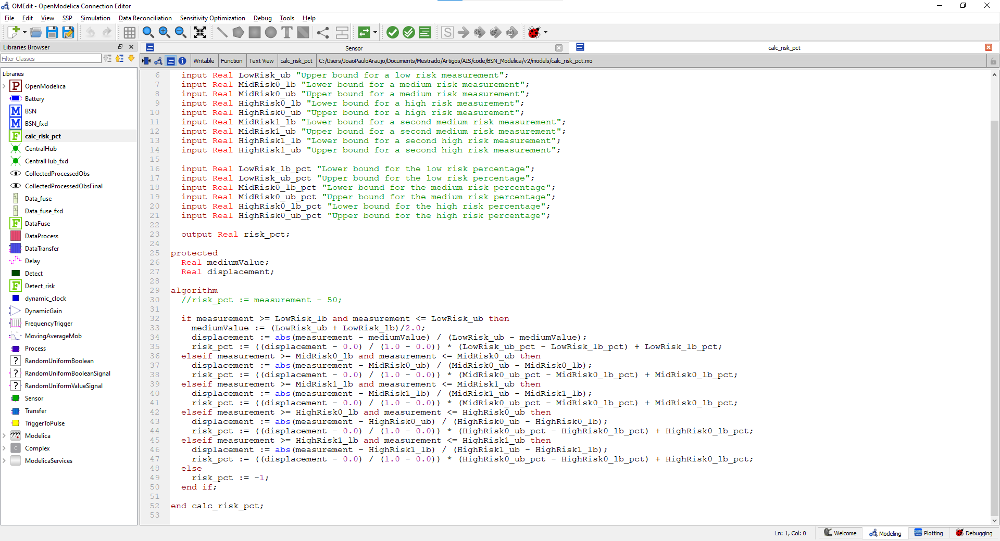 OMEdit - OpenModelica Connection Editor
File Edit View SSP Simulation Data Reconciliation Sensitivity Optimization Debug Tools Help
Libraries Browser
Sensor
calc_risk_pct
Filter Classes
Writable Function Text View calc_risk_pct C:/Users/JoaoPauloAraujo/Documents/Mestrado/Artigos/AIS/code/BSN_Modelica/v2/models/calc_risk_pct.mo
Libraries
OpenModelica
Battery
BSN
BSN_fxd
calc_risk_pct
CentralHub
CentralHub_fxd
CollectedProcessedObs
CollectedProcessedObsFinal
Data_fuse
Data_fuse_fxd
DataFuse
DataProcess
DataTransfer
Delay
Detect
Detect_risk
dynamic_clock
DynamicGain
FrequencyTrigger
MovingAverageMob
Process
RandomUniformBoolean
RandomUniformBooleanSignal
RandomUniformValueSignal
Sensor
Transfer
TriggerToPulse
Modelica
Complex
ModelicaServices
6 input Real LowRisk_ub "Upper bound for a low risk measurement";
7 input Real MidRisk0_lb "Lower bound for a medium risk measurement";
8 input Real MidRisk0_ub "Upper bound for a medium risk measurement";
9 input Real HighRisk0_lb "Lower bound for a high risk measurement";
10 input Real HighRisk0_ub "Upper bound for a high risk measurement";
11 input Real MidRisk1_lb "Lower bound for a second medium risk measurement";
12 input Real MidRisk1_ub "Upper bound for a second medium risk measurement";
13 input Real HighRisk1_lb "Lower bound for a second high risk measurement";
14 input Real HighRisk1_ub "Upper bound for a second high risk measurement";
15
16 input Real LowRisk_lb_pct "Lower bound for the low risk percentage";
17 input Real LowRisk_ub_pct "Upper bound for the low risk percentage";
18 input Real MidRisk0_lb_pct "Lower bound for the medium risk percentage";
19 input Real MidRisk0_ub_pct "Upper bound for the medium risk percentage";
20 input Real HighRisk0_lb_pct "Lower bound for the high risk percentage";
21 input Real HighRisk0_ub_pct "Upper bound for the high risk percentage";
22
23 output Real risk_pct;
24
25 protected
26 Real mediumValue;
27 Real displacement;
28
29 algorithm
30 //risk_pct := measurement - 50;
31
32 if measurement >= LowRisk_lb and measurement <= LowRisk_ub then
33 mediumValue := (LowRisk_ub + LowRisk_lb)/2.0;
34 displacement := abs(measurement - mediumValue) / (LowRisk_ub - mediumValue);
35 risk_pct := ((displacement - 0.0) / (1.0 - 0.0)) * (LowRisk_ub_pct - LowRisk_lb_pct) + LowRisk_lb_pct;
36 elseif measurement >= MidRisk0_lb and measurement <= MidRisk0_ub then
37 displacement := abs(measurement - MidRisk0_ub) / (MidRisk0_ub - MidRisk0_lb);
38 risk_pct := ((displacement - 0.0) / (1.0 - 0.0)) * (MidRisk0_ub_pct - MidRisk0_lb_pct) + MidRisk0_lb_pct;
39 elseif measurement >= MidRisk1_lb and measurement <= MidRisk1_ub then
40 displacement := abs(measurement - MidRisk1_lb) / (MidRisk1_ub - MidRisk1_lb);
41 risk_pct := ((displacement - 0.0) / (1.0 - 0.0)) * (MidRisk0_ub_pct - MidRisk0_lb_pct) + MidRisk0_lb_pct;
42 elseif measurement >= HighRisk0_lb and measurement <= HighRisk0_ub then
43 displacement := abs(measurement - HighRisk0_ub) / (HighRisk0_ub - HighRisk0_lb);
44 risk_pct := ((displacement - 0.0) / (1.0 - 0.0)) * (HighRisk0_ub_pct - HighRisk0_lb_pct) + HighRisk0_lb_pct;
45 elseif measurement >= HighRisk1_lb and measurement <= HighRisk1_ub then
46 displacement := abs(measurement - HighRisk1_lb) / (HighRisk1_ub - HighRisk1_lb);
47 risk_pct := ((displacement - 0.0) / (1.0 - 0.0)) * (HighRisk0_ub_pct - HighRisk0_lb_pct) + HighRisk0_lb_pct;
48 else
49 risk_pct := -1;
50 end if;
51
52 end calc_risk_pct;
53
Ln: 1, Col: 0 Welcome Modeling Plotting Debugging